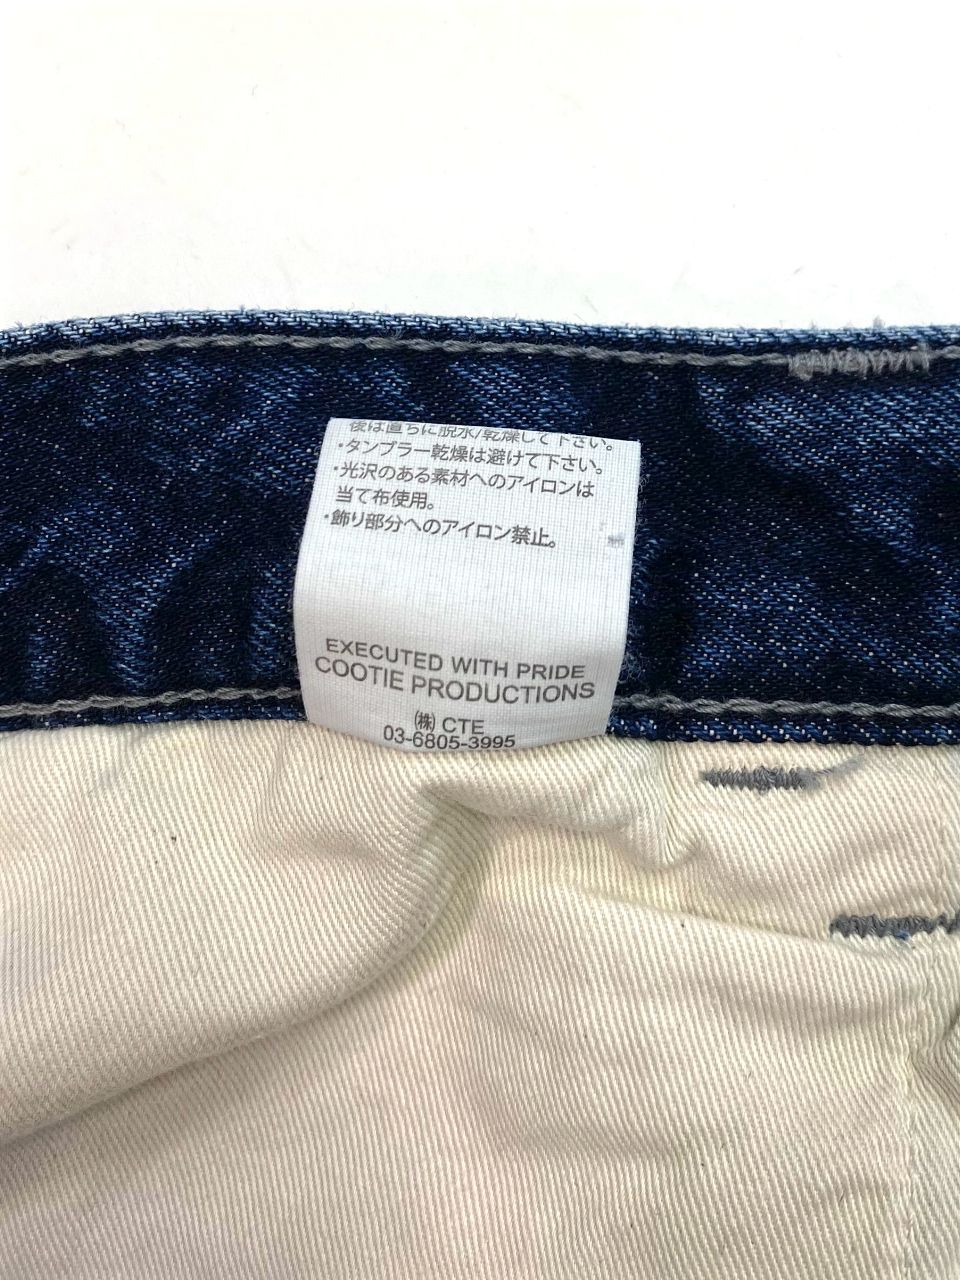 後は直ちに脱水/乾燥して下さい。
・タンブラー乾燥は避けて下さい。
・光沢のある素材へのアイロンは
当て布使用。
・飾り部分へのアイロン禁止。
EXECUTED WITH PRIDE
COOTIE PRODUCTIONS
㈱ CTE
03-6805-3995